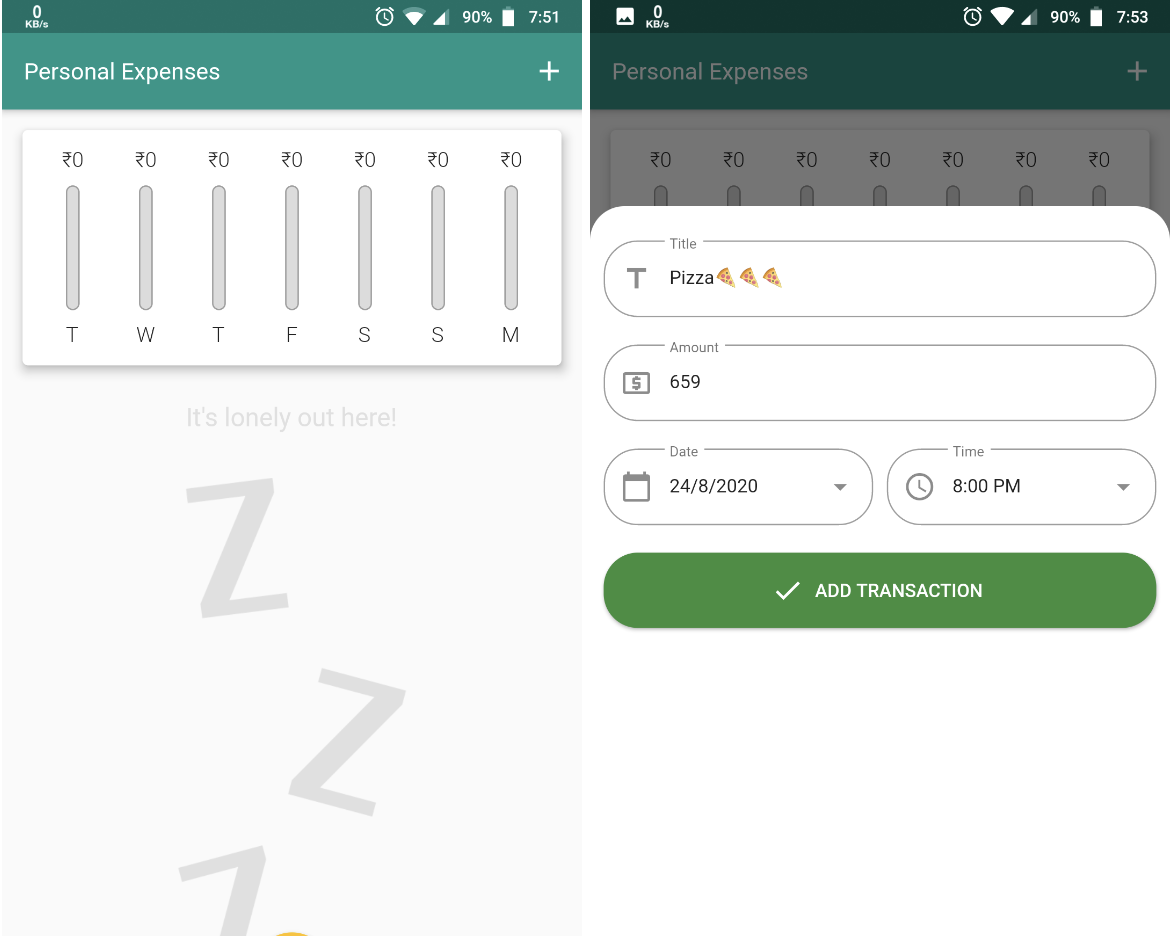 0
KB/s
90%
7:51
Personal Expenses
+
₹0 ₹0 ₹0 ₹0 ₹0 ₹0 ₹0
T W T F S S M
It's lonely out here!
Z
Z
Z
0
KB/s
90%
7:53
Personal Expenses
+
₹0 ₹0 ₹0 ₹0 ₹0 ₹0 ₹0
Title
T Pizza🍕🍕🍕
Amount
$ 659
Date
24/8/2020
Time
8:00 PM
ADD TRANSACTION